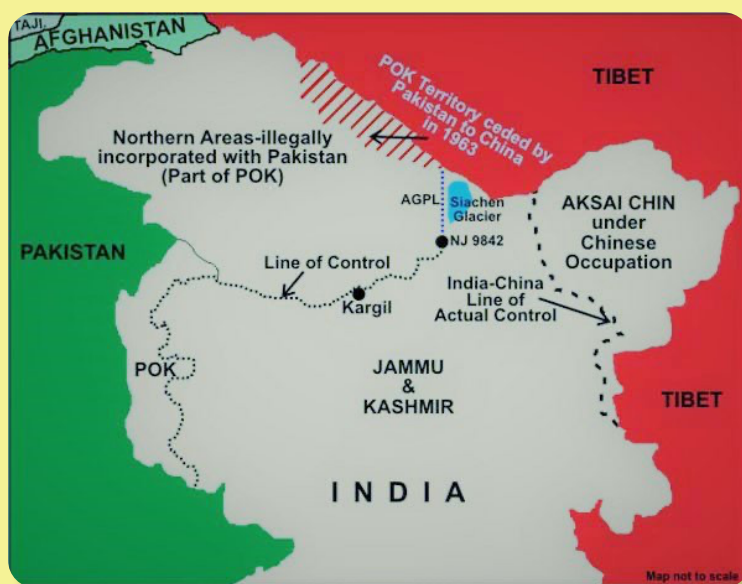 TAJI.
AFGHANISTAN
TIBET
POK Territory ceded by
Pakistan to China
in 1963
Northern Areas-illegally
incorporated with Pakistan
(Part of POK)
AGPL
Siachen
Glacier
AKSAI CHIN
under
Chinese
Occupation
NJ 9842
PAKISTAN
Line of Control
India-China
Line of
Actual Control
Kargil
POK
JAMMU
&
KASHMIR
TIBET
INDIA
Map not to scale